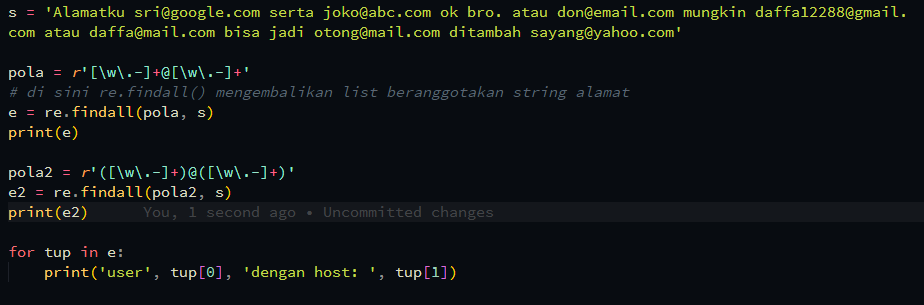 s = 'Alamatku sri@google.com serta joko@abc.com ok bro. atau don@email.com mungkin daffa12288@gmail.
com atau daffa@mail.com bisa jadi otong@mail.com ditambah sayang@yahoo.com'
pola = r'[\w\.-]+@[\w\.-]+'
# di sini re.findall() mengembalikan list beranggotakan string alamat
e = re.findall(pola, s)
print(e)
pola2 = r'([\w\.-]+)@([\w\.-]+)'
e2 = re.findall(pola2, s)
print(e2) You, 1 second ago • Uncommitted changes
for tup in e:
    print('user', tup[0], 'dengan host: ', tup[1])